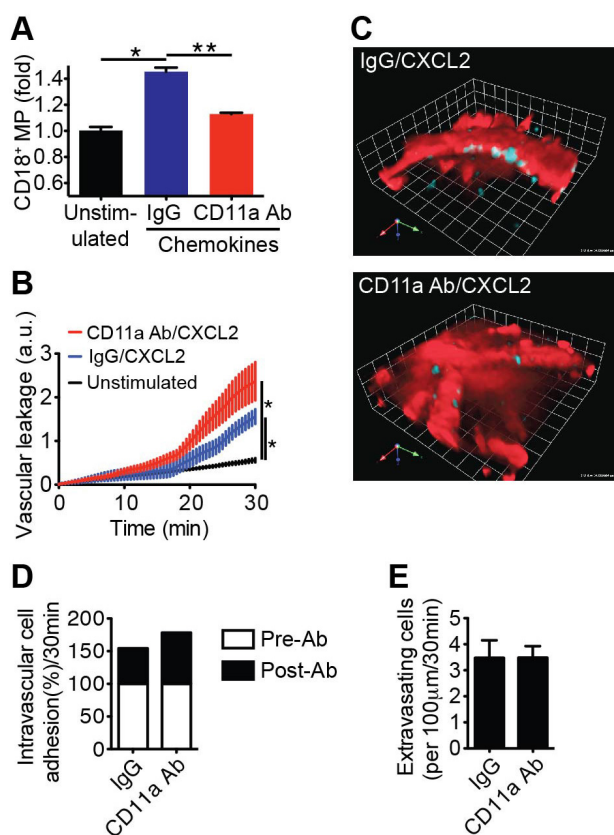 A
CD18⁺ MP (fold)
1.4
1.2
1.0
0.8
0.6
*
**
Unstim-
ulated
IgG
CD11a Ab
Chemokines
B
Vascular leakage (a.u.)
3
2
1
0
CD11a Ab/CXCL2
IgG/CXCL2
Unstimulated
*
*
0
10
20
30
Time (min)
C
IgG/CXCL2
CD11a Ab/CXCL2
D
Intravascular cell
adhesion(%)/30min
200
150
100
50
0
Pre-Ab
Post-Ab
IgG
CD11a Ab
E
Extravasating cells
(per 100µm/30min)
5
4
3
2
1
0
IgG
CD11a Ab